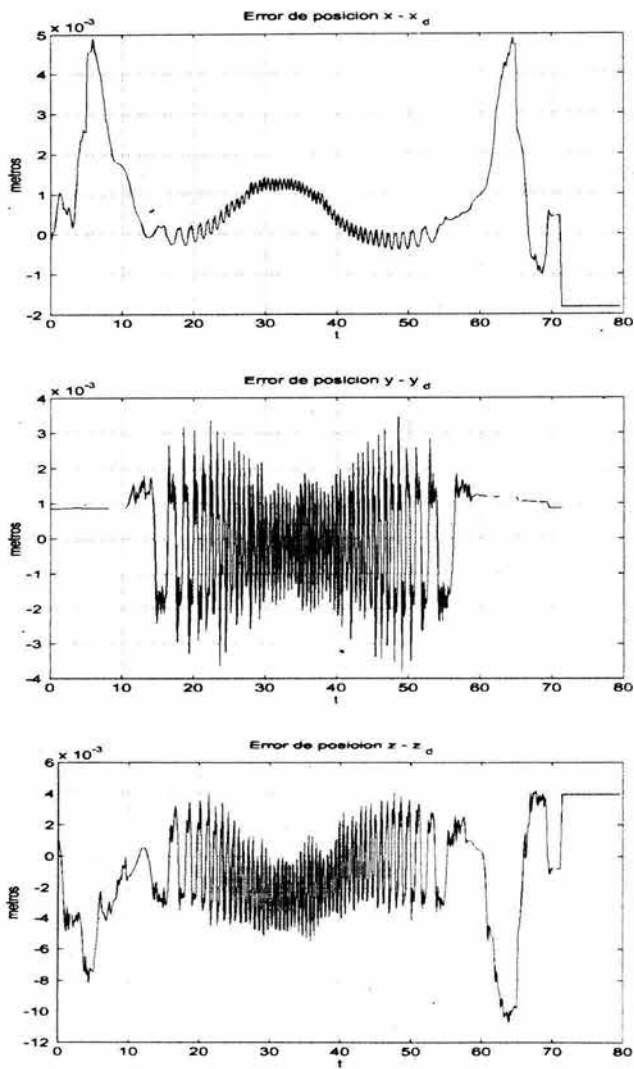 Error de posicion x - x_d
× 10^-3
5
4
3
2
1
0
-1
-2
metros
0 10 20 30 40 50 60 70 80
t
Error de posicion y - y_d
× 10^-3
4
3
2
1
0
-1
-2
-3
-4
metros
0 10 20 30 40 50 60 70 80
t
Error de posicion z - z_d
× 10^-3
6
4
2
0
-2
-4
-6
-8
-10
-12
metros
0 10 20 30 40 50 60 70 80
t